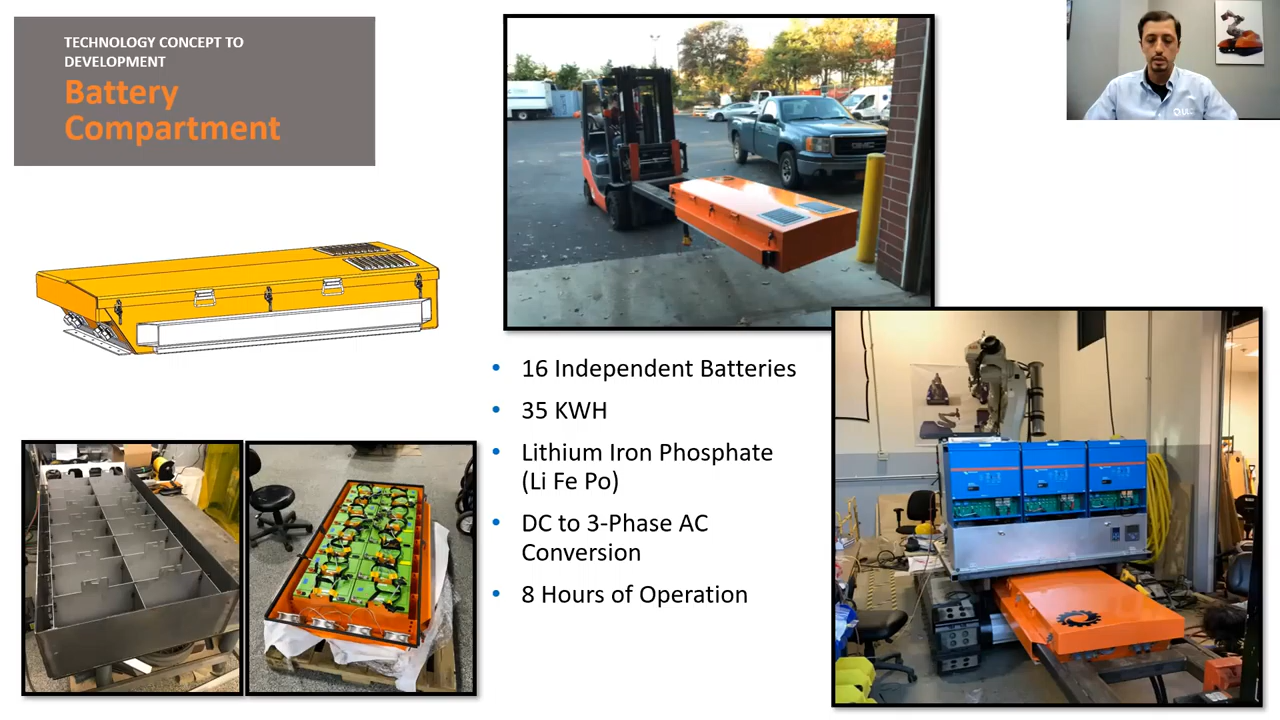 TECHNOLOGY CONCEPT TO
DEVELOPMENT
Battery
Compartment
• 16 Independent Batteries
• 35 KWH
• Lithium Iron Phosphate
(Li Fe Po)
• DC to 3-Phase AC
Conversion
• 8 Hours of Operation
GMC